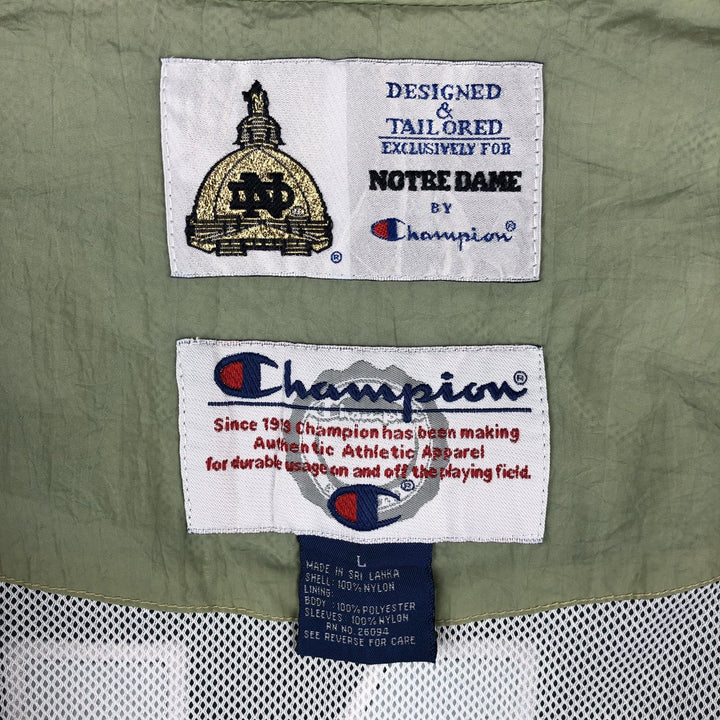 ND
®
DESIGNED
&
TAILORED
EXCLUSIVELY FOR
NOTRE DAME
BY
Champion®
Champion®
Champion
Since 1919 Champion has been making
Authentic Athletic Apparel
for durable usage on and off the playing field.
®
L
MADE IN SRI LANKA
SHELL: 100% NYLON
LINING:
BODY : 100% POLYESTER
SLEEVES : 100% NYLON
RN NO. 26094
SEE REVERSE FOR CARE